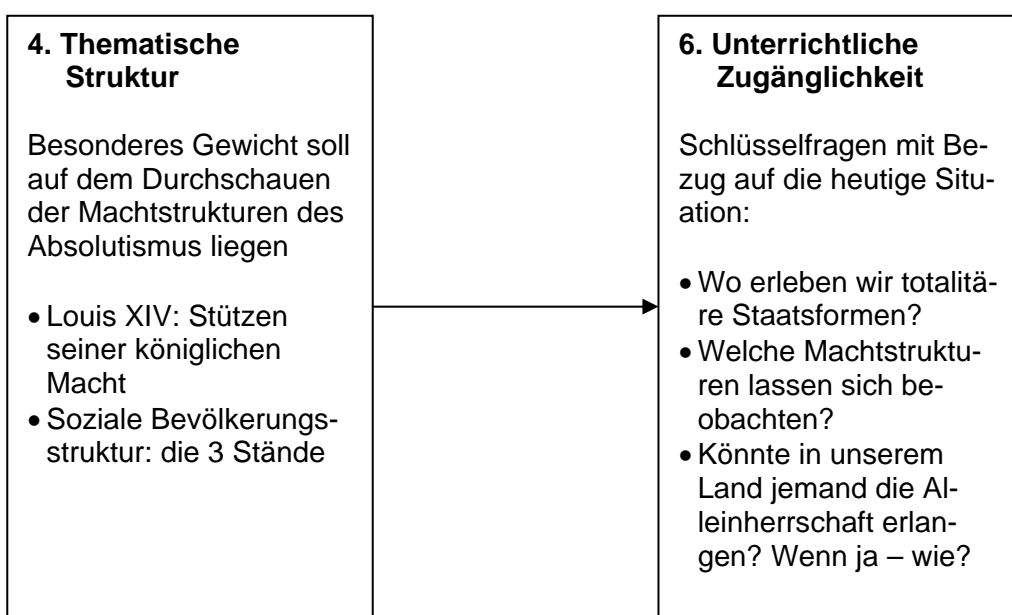 4. Thematische
Struktur
Besonderes Gewicht soll
auf dem Durchschauen
der Machtstrukturen des
Absolutismus liegen
• Louis XIV: Stützen
seiner königlichen
Macht
• Soziale Bevölkerungs-
struktur: die 3 Stände
6. Unterrichtliche
Zugänglichkeit
Schlüsselfragen mit Be-
zug auf die heutige Situ-
ation:
• Wo erleben wir totalitä-
re Staatsformen?
• Welche Machtstruktu-
ren lassen sich be-
obachten?
• Könnte in unserem
Land jemand die Al-
leinherrschaft erlan-
gen? Wenn ja – wie?